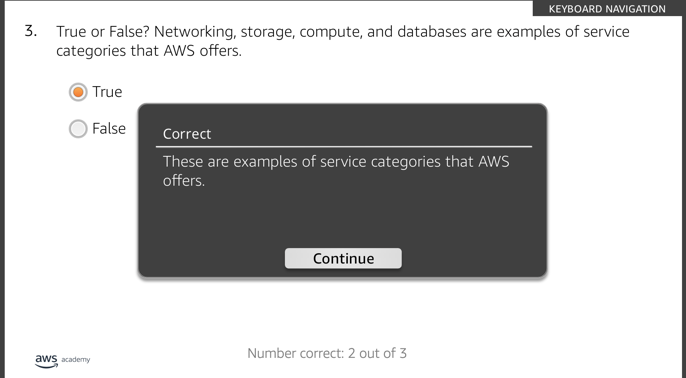 KEYBOARD NAVIGATION
3. True or False? Networking, storage, compute, and databases are examples of service
categories that AWS offers.
True
False
Correct
These are examples of service categories that AWS
offers.
Continue
Number correct: 2 out of 3
aws academy